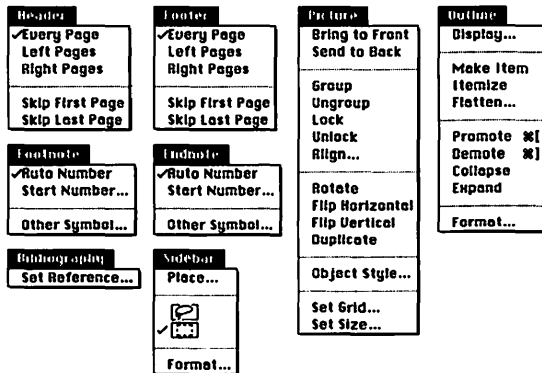 Header
✓Every Page
Left Pages
Right Pages
Skip First Page
Skip Last Page
Footer
✓Every Page
Left Pages
Right Pages
Skip First Page
Skip Last Page
Footnote
✓Auto Number
Start Number...
Other Symbol...
Endnote
✓Auto Number
Start Number...
Other Symbol...
Bibliography
Set Reference...
Sidebar
Place...
✓
Format...
Picture
Bring to Front
Send to Back
Group
Ungroup
Lock
Unlock
Align...
Rotate
Flip Horizontal
Flip Vertical
Duplicate
Object Style...
Set Grid...
Set Size...
Outline
Display...
Make Item
Itemize
Flatten...
Promote ⌘[
Demote ⌘]
Collapse
Expand
Format...